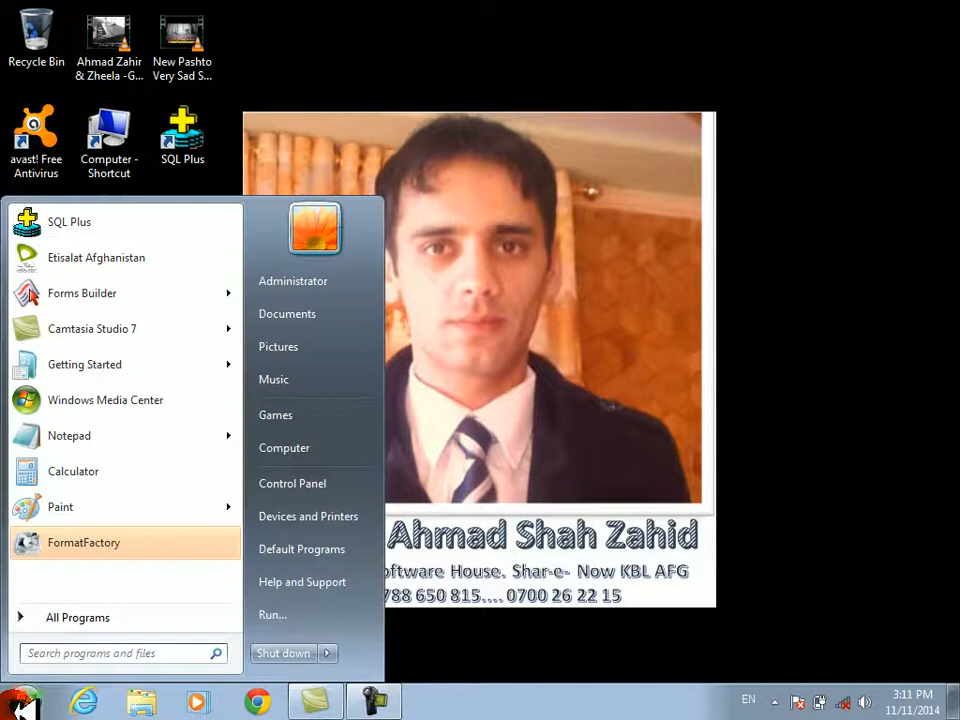 Recycle Bin
Ahmad Zahir
& Zheela -G...
New Pashto
Very Sad S...
avast! Free
Antivirus
Computer -
Shortcut
SQL Plus
SQL Plus
Etisalat Afghanistan
Forms Builder
Camtasia Studio 7
Getting Started
Windows Media Center
Notepad
Calculator
Paint
FormatFactory
All Programs
Search programs and files
Administrator
Documents
Pictures
Music
Games
Computer
Control Panel
Devices and Printers
Default Programs
Help and Support
Run...
Shut down
Ahmad Shah Zahid
oftware House. Shar-e- Now KBL AFG
788 650 815.... 0700 26 22 15
EN
3:11 PM
11/11/2014